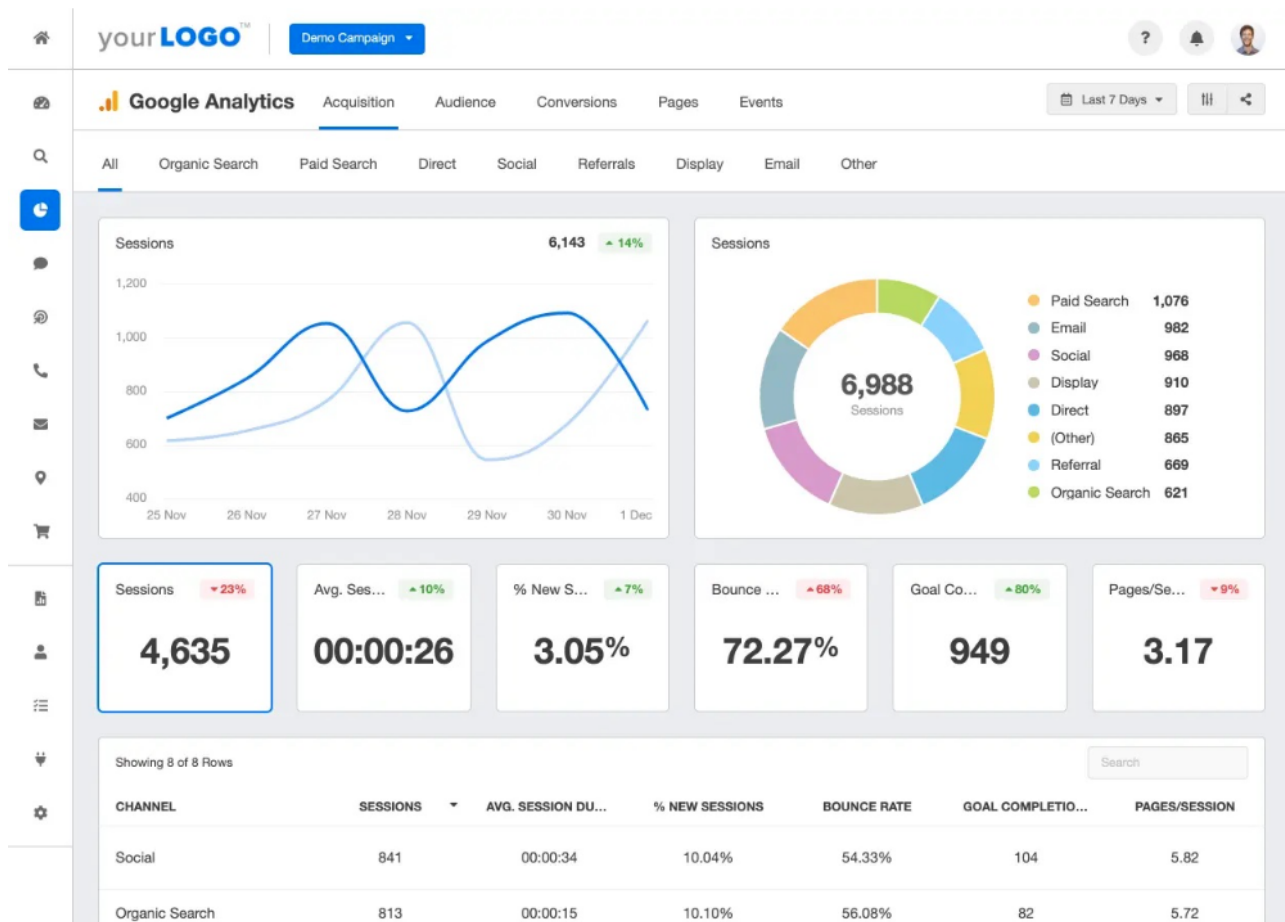 yourLOGO™ Demo Campaign ?
Google Analytics Acquisition Audience Conversions Pages Events Last 7 Days
All Organic Search Paid Search Direct Social Referrals Display Email Other
Sessions 6,143 14%
1,200
1,000
800
600
400
25 Nov 26 Nov 27 Nov 28 Nov 29 Nov 30 Nov 1 Dec
Sessions
6,988
Sessions
Paid Search 1,076
Email 982
Social 968
Display 910
Direct 897
(Other) 865
Referral 669
Organic Search 621
Sessions 23%
4,635
Avg. Ses... 10%
00:00:26
% New S... 7%
3.05%
Bounce ... 68%
72.27%
Goal Co... 80%
949
Pages/Se... 9%
3.17
Showing 8 of 8 Rows Search
CHANNEL SESSIONS AVG. SESSION DU... % NEW SESSIONS BOUNCE RATE GOAL COMPLETIO... PAGES/SESSION
Social 841 00:00:34 10.04% 54.33% 104 5.82
Organic Search 813 00:00:15 10.10% 56.08% 82 5.72